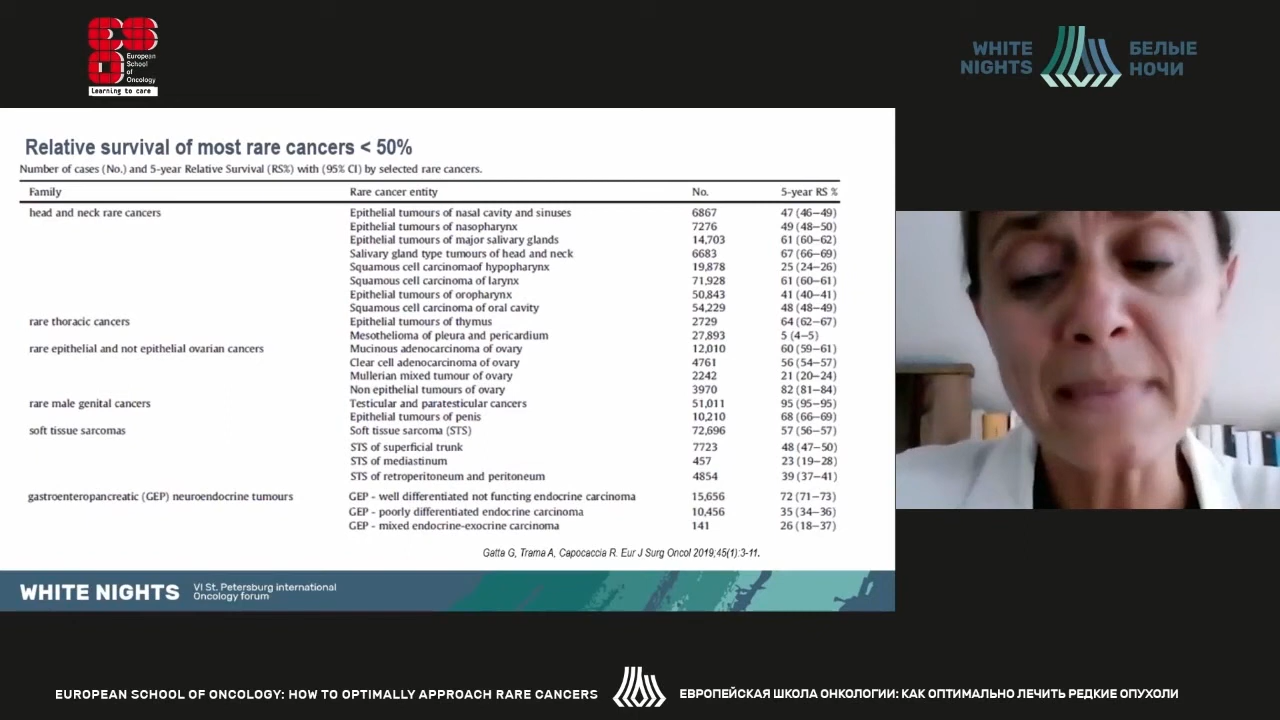 European
School
of
Oncology
Learning to care
WHITE
NIGHTS
БЕЛЫЕ
НОЧИ
Relative survival of most rare cancers < 50%
Number of cases (No.) and 5-year Relative Survival (RS%) with (95% CI) by selected rare cancers.
Family Rare cancer entity No. 5-year RS %
head and neck rare cancers Epithelial tumours of nasal cavity and sinuses 6867 47 (46–49)
Epithelial tumours of nasopharynx 7276 49 (48–50)
Epithelial tumours of major salivary glands 14,703 61 (60–62)
Salivary gland type tumours of head and neck 6683 67 (66–69)
Squamous cell carcinomaof hypopharynx 19,878 25 (24–26)
Squamous cell carcinoma of larynx 71,928 61 (60–61)
Epithelial tumours of oropharynx 50,843 41 (40–41)
Squamous cell carcinoma of oral cavity 54,229 48 (48–49)
rare thoracic cancers Epithelial tumours of thymus 2729 64 (62–67)
Mesothelioma of pleura and pericardium 27,893 5 (4–5)
rare epithelial and not epithelial ovarian cancers Mucinous adenocarcinoma of ovary 12,010 60 (59–61)
Clear cell adenocarcinoma of ovary 4761 56 (54–57)
Mullerian mixed tumour of ovary 2242 21 (20–24)
Non epithelial tumours of ovary 3970 82 (81–84)
rare male genital cancers Testicular and paratesticular cancers 51,011 95 (95–95)
Epithelial tumours of penis 10,210 68 (66–69)
soft tissue sarcomas Soft tissue sarcoma (STS) 72,696 57 (56–57)
STS of superficial trunk 7723 48 (47–50)
STS of mediastinum 457 23 (19–28)
STS of retroperitoneum and peritoneum 4854 39 (37–41)
gastroenteropancreatic (GEP) neuroendocrine tumours GEP - well differentiated not functing endocrine carcinoma 15,656 72 (71–73)
GEP - poorly differentiated endocrine carcinoma 10,456 35 (34–36)
GEP - mixed endocrine-exocrine carcinoma 141 26 (18–37)
Gatta G, Trama A, Capocaccia R. Eur J Surg Oncol 2019;45(1):3-11.
WHITE NIGHTS
VI St. Petersburg international
Oncology forum
EUROPEAN SCHOOL OF ONCOLOGY: HOW TO OPTIMALLY APPROACH RARE CANCERS
ЕВРОПЕЙСКАЯ ШКОЛА ОНКОЛОГИИ: КАК ОПТИМАЛЬНО ЛЕЧИТЬ РЕДКИЕ ОПУХОЛИ